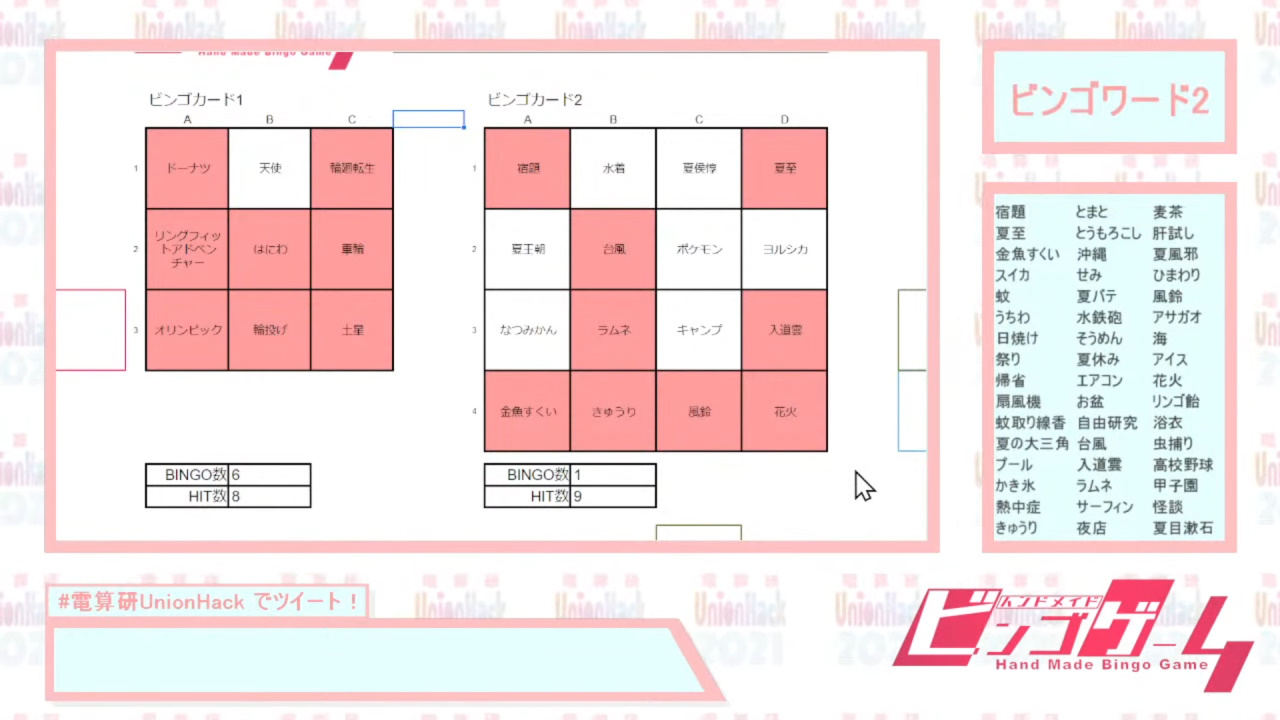 Hand Made Bingo Game
ビンゴカード1
A B C
1 ドーナツ 天使 輪廻転生
2 リングフィッ
トアドベン
チャー はにわ 車輪
3 オリンピック 輪投げ 土星
BINGO数 6
HIT数 8
ビンゴカード2
A B C D
1 宿題 水着 夏侯惇 夏至
2 夏王朝 台風 ポケモン ヨルシカ
3 なつみかん ラムネ キャンプ 入道雲
4 金魚すくい きゅうり 風鈴 花火
BINGO数 1
HIT数 9
ビンゴワード2
宿題 とまと 麦茶
夏至 とうもろこし 肝試し
金魚すくい 沖縄 夏風邪
スイカ せみ ひまわり
蚊 夏バテ 風鈴
うちわ 水鉄砲 アサガオ
日焼け そうめん 海
祭り 夏休み アイス
帰省 エアコン 花火
扇風機 お盆 リンゴ飴
蚊取り線香 自由研究 浴衣
夏の大三角 台風 虫捕り
プール 入道雲 高校野球
かき氷 ラムネ 甲子園
熱中症 サーフィン 怪談
きゅうり 夜店 夏目漱石
#電算研UnionHack でツイート！
ハンドメイド
ビンゴゲーム
Hand Made Bingo Game
電算研
UnionHack
2021